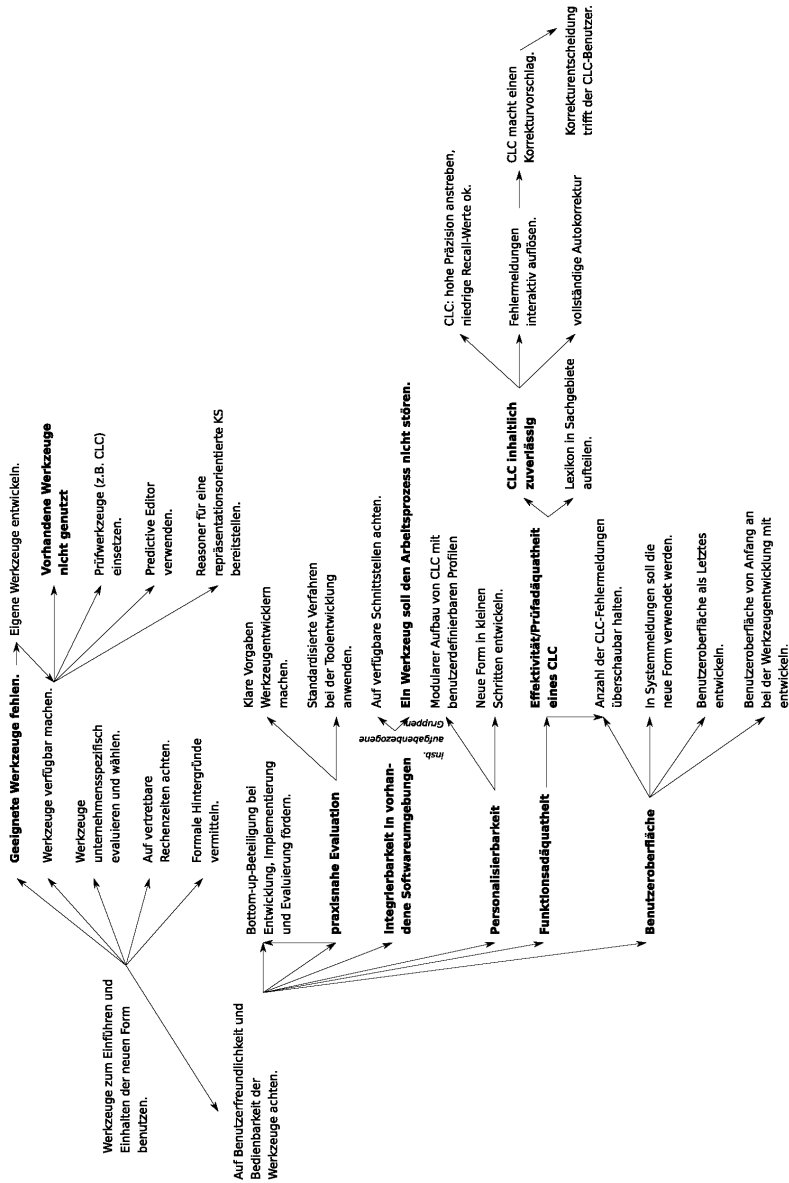 Werkzeuge zum Einführen und
Einhalten der neuen Form
benutzen.
Geeignete Werkzeuge fehlen.
Eigene Werkzeuge entwickeln.
Werkzeuge verfügbar machen.
Vorhandene Werkzeuge
nicht genutzt
Prüfwerkzeuge (z.B. CLC)
einsetzen.
Predictive Editor
verwenden.
Reasoner für eine
repräsentationsorientierte KS
bereitstellen.
Werkzeuge
unternehmensspezifisch
evaluieren und wählen.
Auf vertretbare
Rechenzeiten achten.
Formale Hintergründe
vermitteln.
Auf Benutzerfreundlichkeit und
Bedienbarkeit der
Werkzeuge achten.
Bottom-up-Beteiligung bei
Entwicklung, Implementierung
und Evaluierung fördern.
praxisnahe Evaluation
Klare Vorgaben
Werkzeugentwicklern
machen.
Standardisierte Verfahren
bei der Toolentwicklung
anwenden.
Integrierbarkeit in vorhan-
dene Softwareumgebungen
insb.
aufgabenbezogene
Gruppen
Auf verfügbare Schnittstellen achten.
Ein Werkzeug soll den Arbeitsprozess nicht stören.
Personalisierbarkeit
Modularer Aufbau von CLC mit
benutzerdefinierbaren Profilen
Neue Form in kleinen
Schritten entwickeln.
Funktionsadäquatheit
Effektivität/Prüfadäquatheit
eines CLC
CLC inhaltlich
zuverlässig
CLC: hohe Präzision anstreben,
niedrige Recall-Werte ok.
Fehlermeldungen
interaktiv auflösen.
CLC macht einen
Korrekturvorschlag.
Korrekturentscheidung
trifft der CLC-Benutzer.
vollständige Autokorrektur
Lexikon in Sachgebiete
aufteilen.
Benutzeroberfläche
Anzahl der CLC-Fehlermeldungen
überschaubar halten.
In Systemmeldungen soll die
neue Form verwendet werden.
Benutzeroberfläche als Letztes
entwickeln.
Benutzeroberfläche von Anfang an
bei der Werkzeugentwicklung mit
entwickeln.